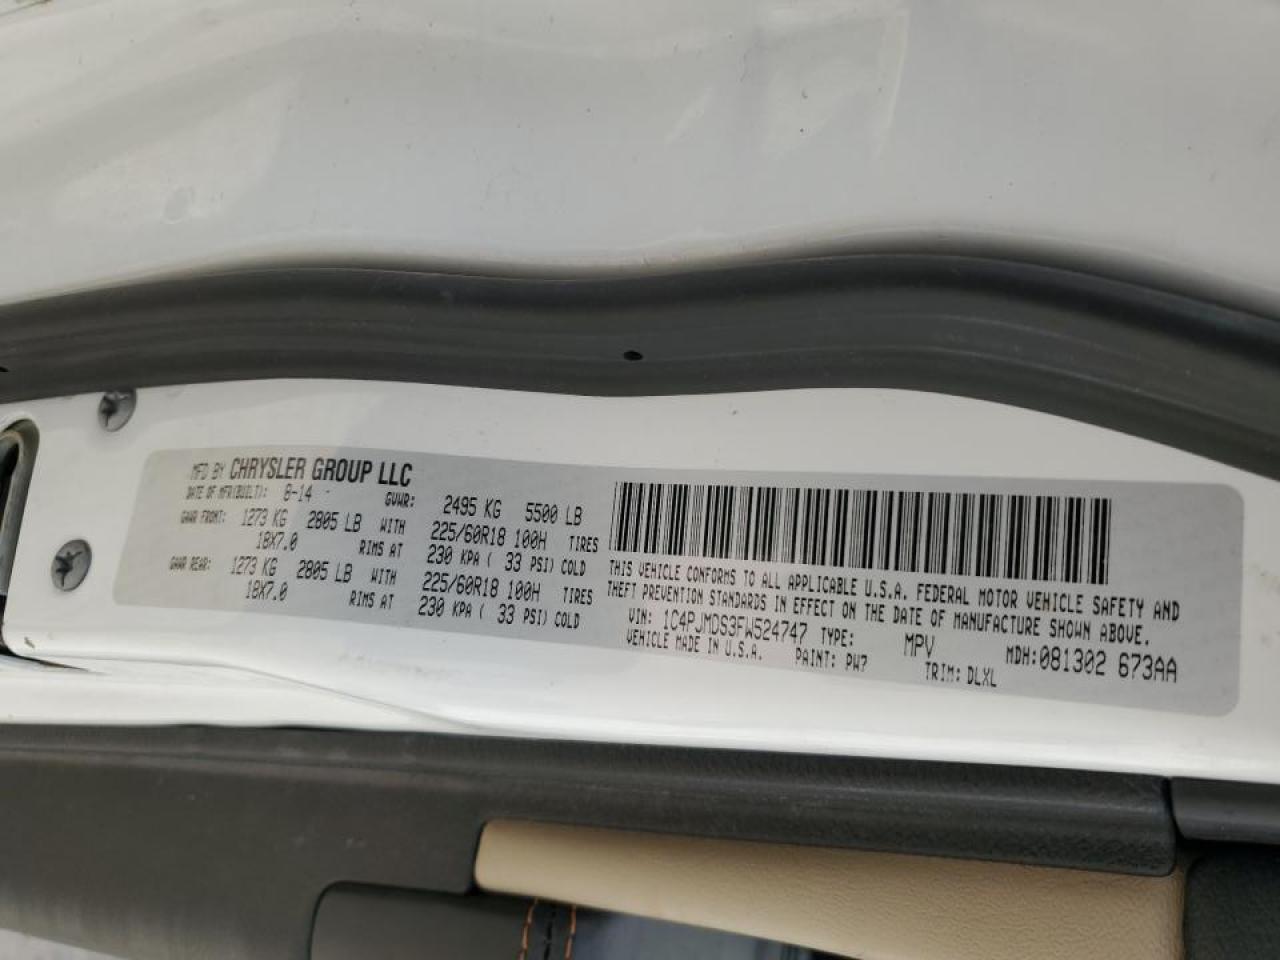 MFD BY CHRYSLER GROUP LLC
DATE OF MFR(BUILT): 8-14 GVWR: 2495 KG 5500 LB
GAWR FRONT: 1273 KG 2805 LB WITH 225/60R18 100H TIRES
18X7.0 RIMS AT 230 KPA ( 33 PSI) COLD
GAWR REAR: 1273 KG 2805 LB WITH 225/60R18 100H TIRES
18X7.0 RIMS AT 230 KPA ( 33 PSI) COLD
THIS VEHICLE CONFORMS TO ALL APPLICABLE U.S.A. FEDERAL MOTOR VEHICLE SAFETY AND
THEFT PREVENTION STANDARDS IN EFFECT ON THE DATE OF MANUFACTURE SHOWN ABOVE.
VIN: 1C4PJMDS3FW524747 TYPE: MPV MDH:081302 673AA
VEHICLE MADE IN U.S.A. PAINT: PW7 TRIM: DLXL